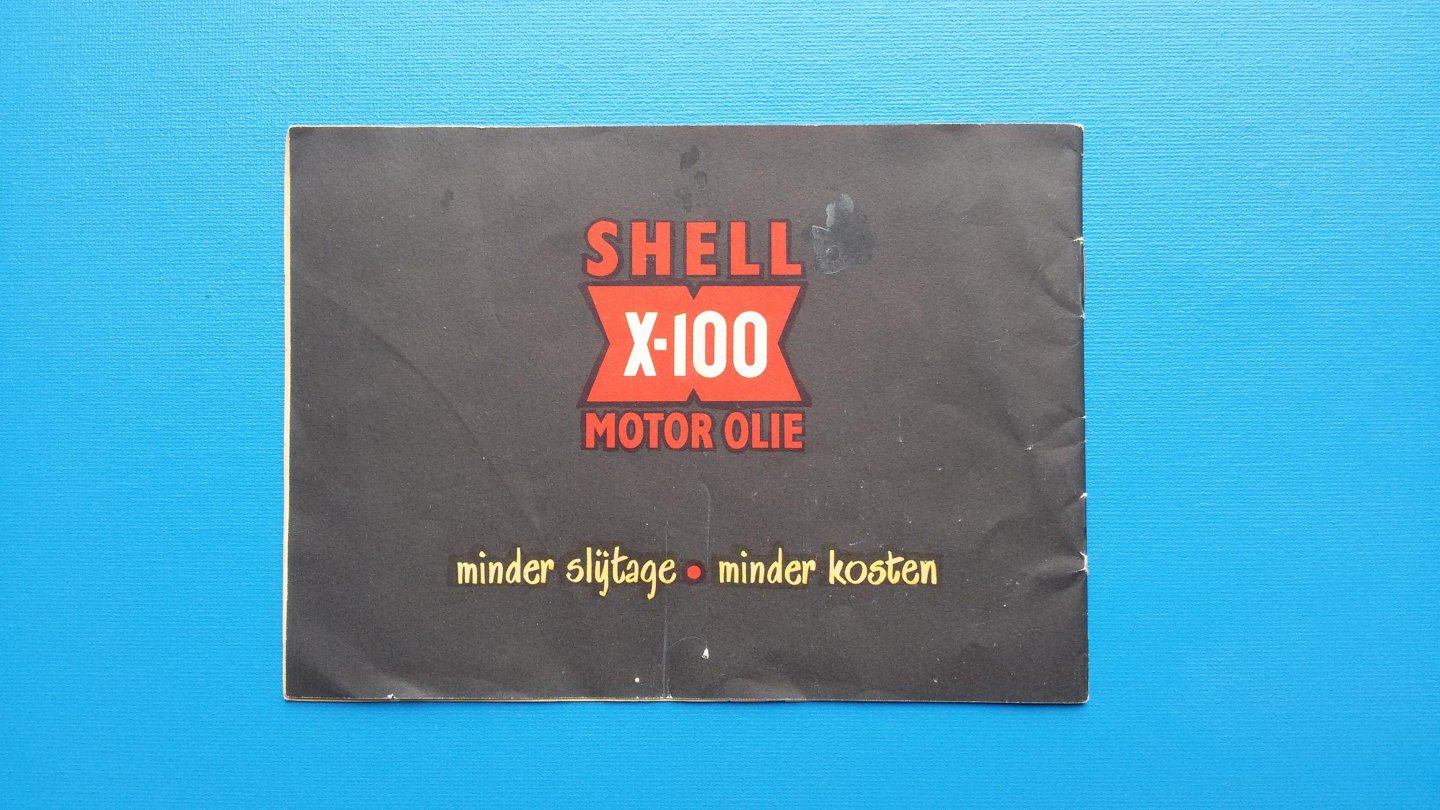 SHELL
X-100
MOTOR OLIE
minder slijtage • minder kosten